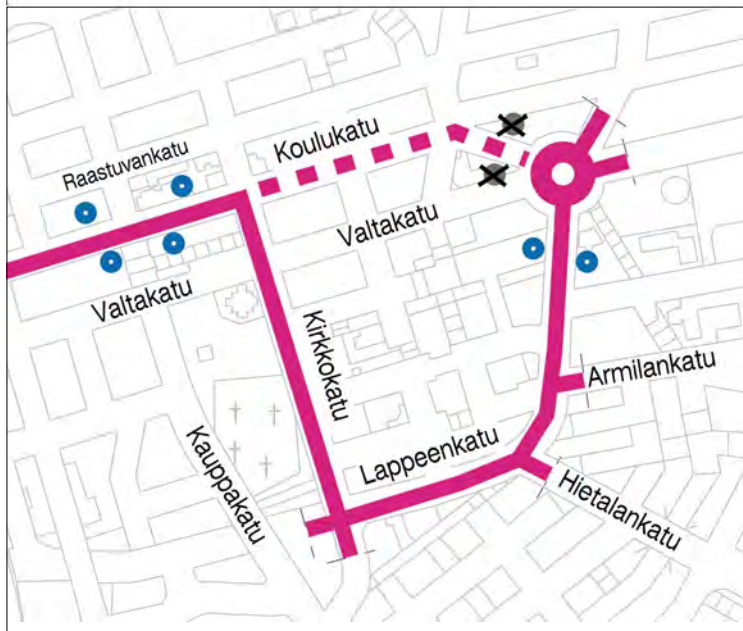 Koulukatu
Raastuvankatu
Valtakatu
Valtakatu
Kirkkokatu
Armilankatu
Kauppakatu
Lappeenkatu
Hietalankatu